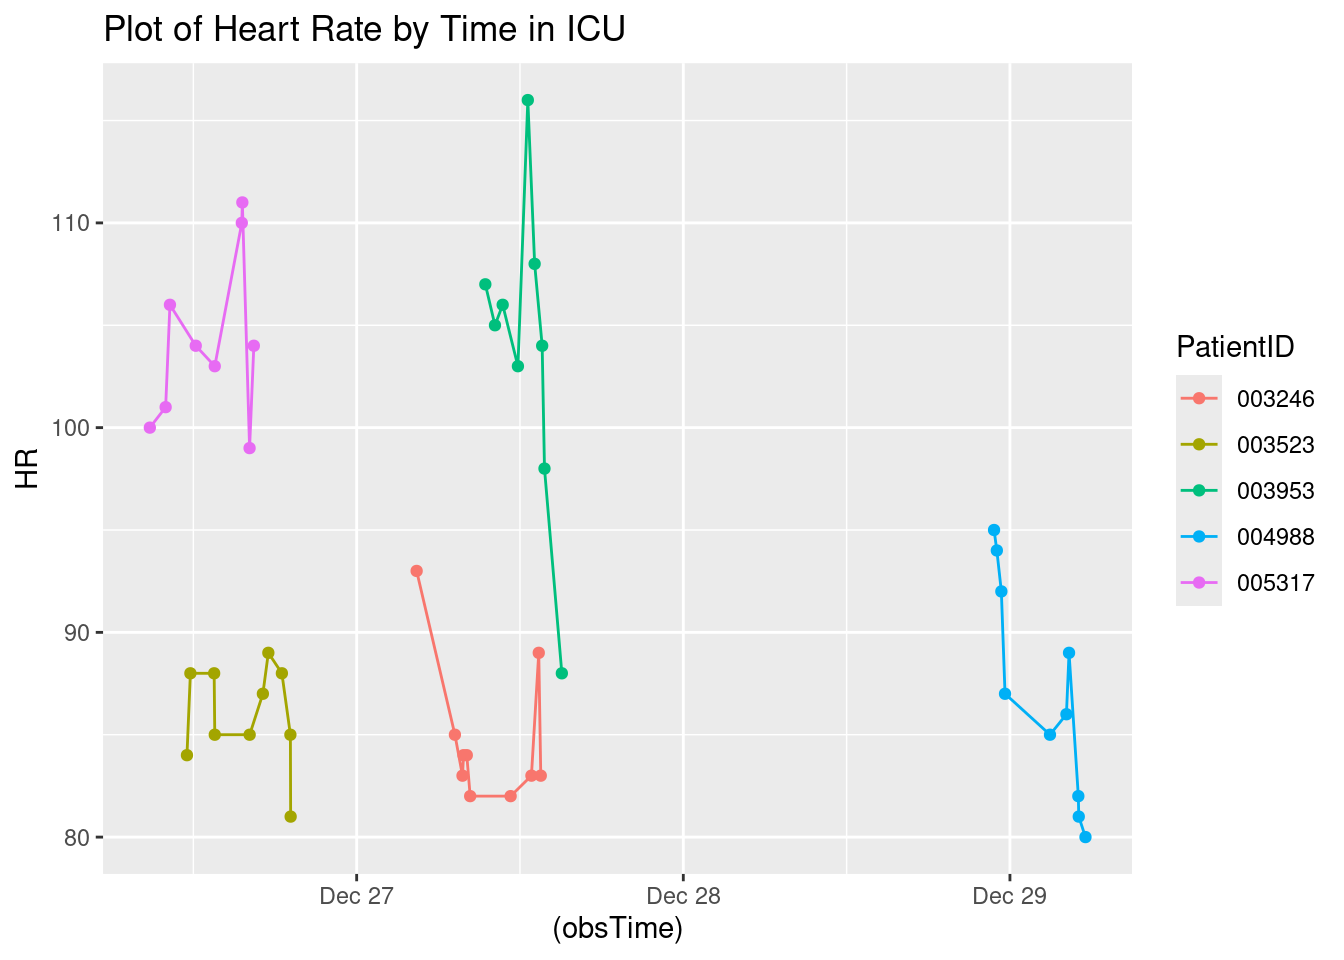 Plot of Heart Rate by Time in ICU
110
100
90
80
HR
Dec 27
Dec 28
Dec 29
(obsTime)
PatientID
003246
003523
003953
004988
005317